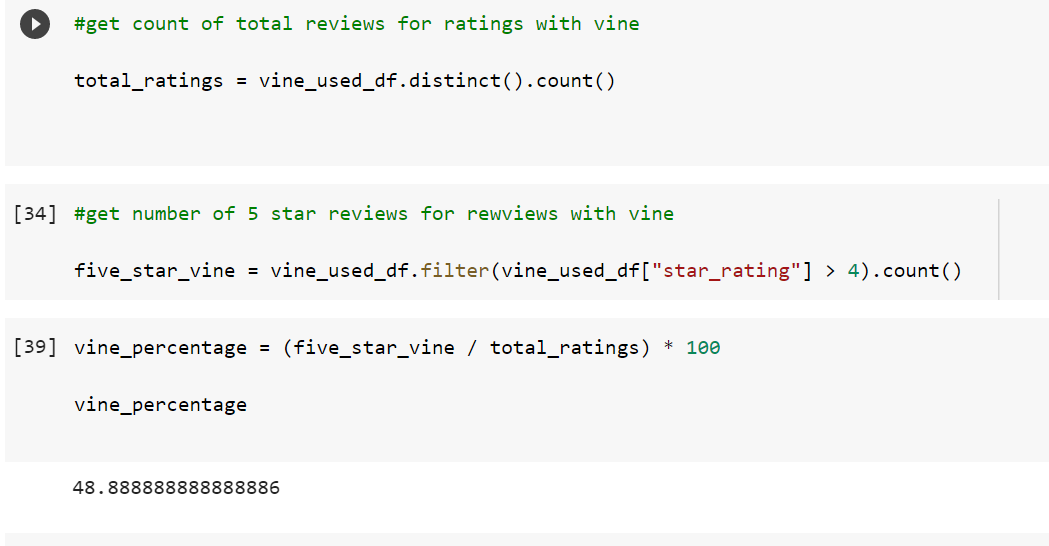 #get count of total reviews for ratings with vine
total_ratings = vine_used_df.distinct().count()
[34] #get number of 5 star reviews for rewviews with vine
five_star_vine = vine_used_df.filter(vine_used_df["star_rating"] > 4).count()
[39] vine_percentage = (five_star_vine / total_ratings) * 100
vine_percentage
48.888888888888886